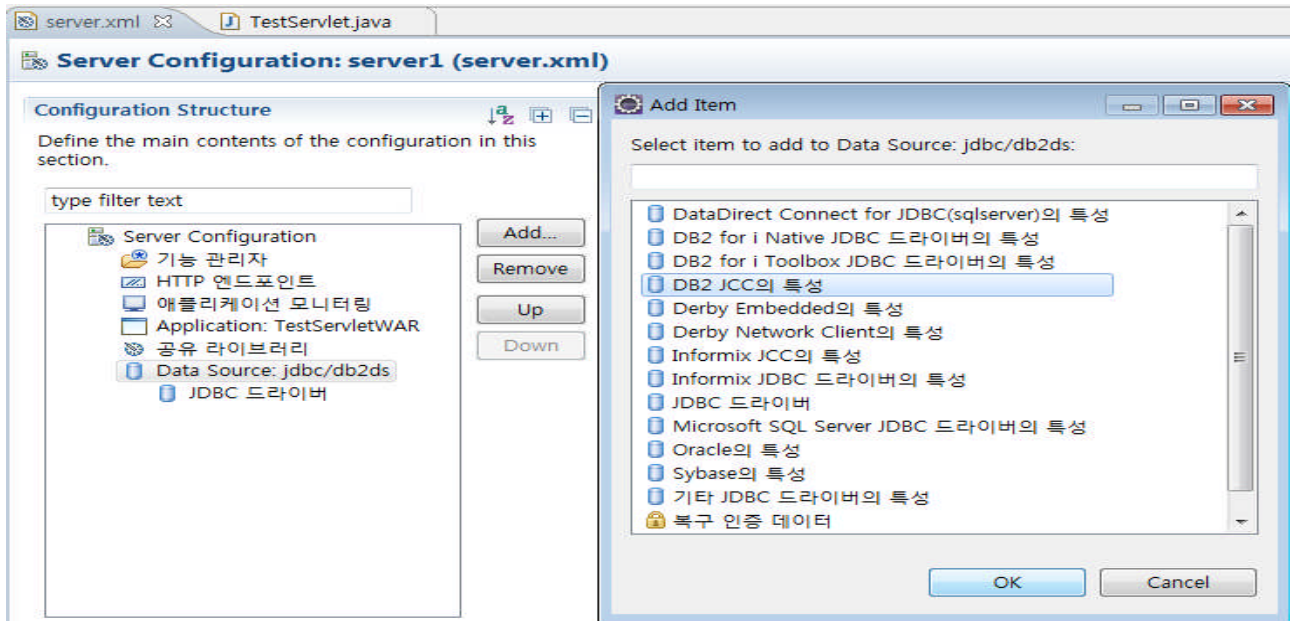 server.xml
TestServlet.java
Server Configuration: server1 (server.xml)
Configuration Structure
Define the main contents of the configuration in this
section.
type filter text
Server Configuration
기능 관리자
HTTP 엔드포인트
애플리케이션 모니터링
Application: TestServletWAR
공유 라이브러리
Data Source: jdbc/db2ds
JDBC 드라이버
Add...
Remove
Up
Down
Add Item
Select item to add to Data Source: jdbc/db2ds:
DataDirect Connect for JDBC(sqlserver)의 특성
DB2 for i Native JDBC 드라이버의 특성
DB2 for i Toolbox JDBC 드라이버의 특성
DB2 JCC의 특성
Derby Embedded의 특성
Derby Network Client의 특성
Informix JCC의 특성
Informix JDBC 드라이버의 특성
JDBC 드라이버
Microsoft SQL Server JDBC 드라이버의 특성
Oracle의 특성
Sybase의 특성
기타 JDBC 드라이버의 특성
복구 인증 데이터
OK
Cancel